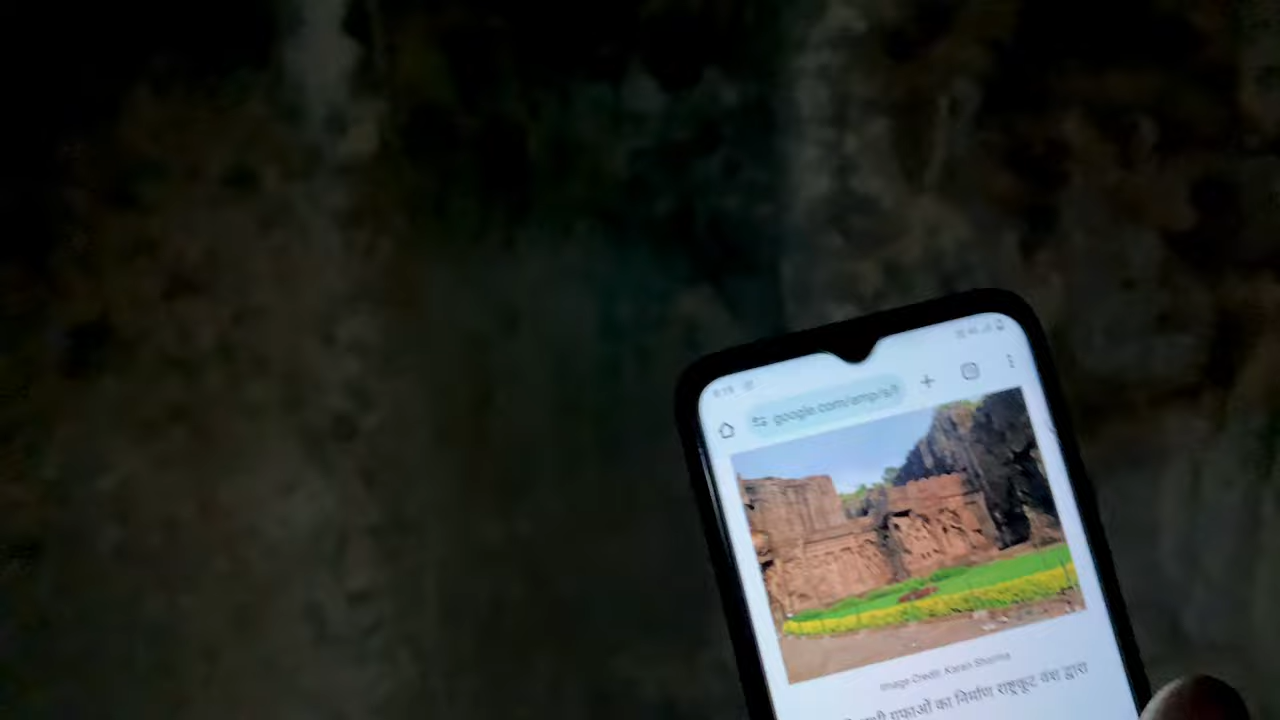 google.com/amp/s/f
Image Credit: Karan Sharma
गुफाओं का निर्माण राष्ट्रकूट वंश द्वारा